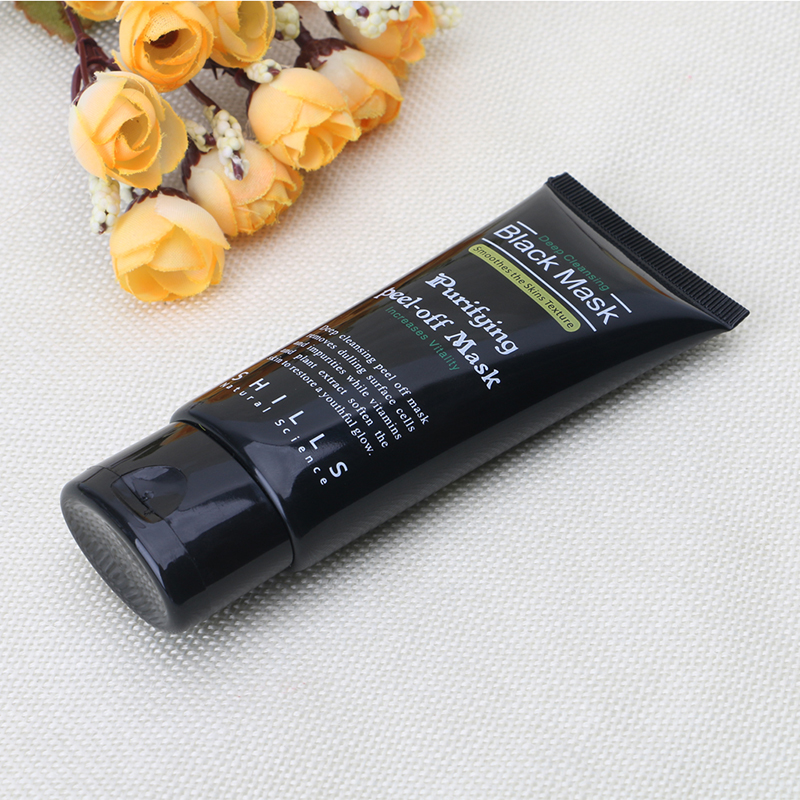 Deep Cleansing
Black Mask
Smoothes the Skins Texture
Purifying
peel-off Mask
Increases Vitality
Deep cleansing peel off mask
removes dulling surface cells
and impurities while vitamins
and plant extract soften the
skin to restore a youthful glow.
SHILLS
Natural Science